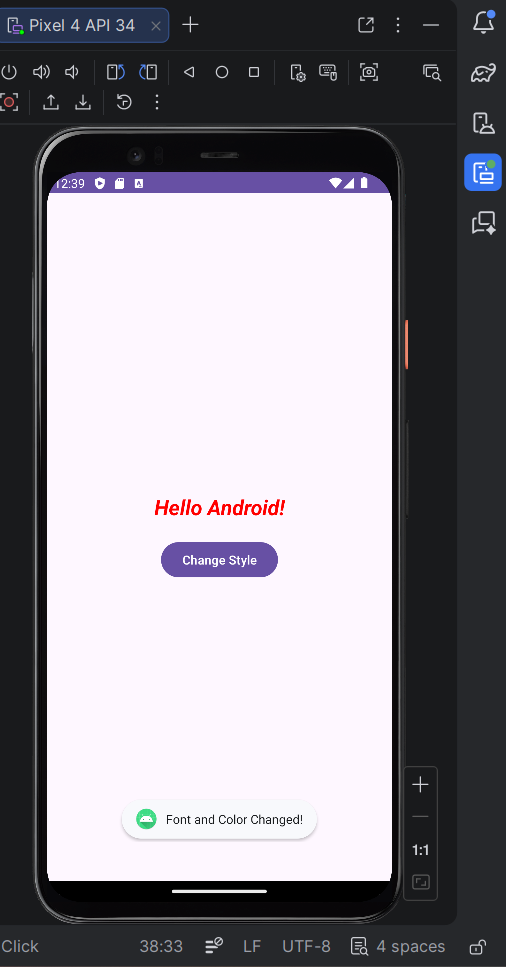 Pixel 4 API 34
12:39
Hello Android!
Change Style
Font and Color Changed!
1:1
Click 38:33 LF UTF-8 4 spaces